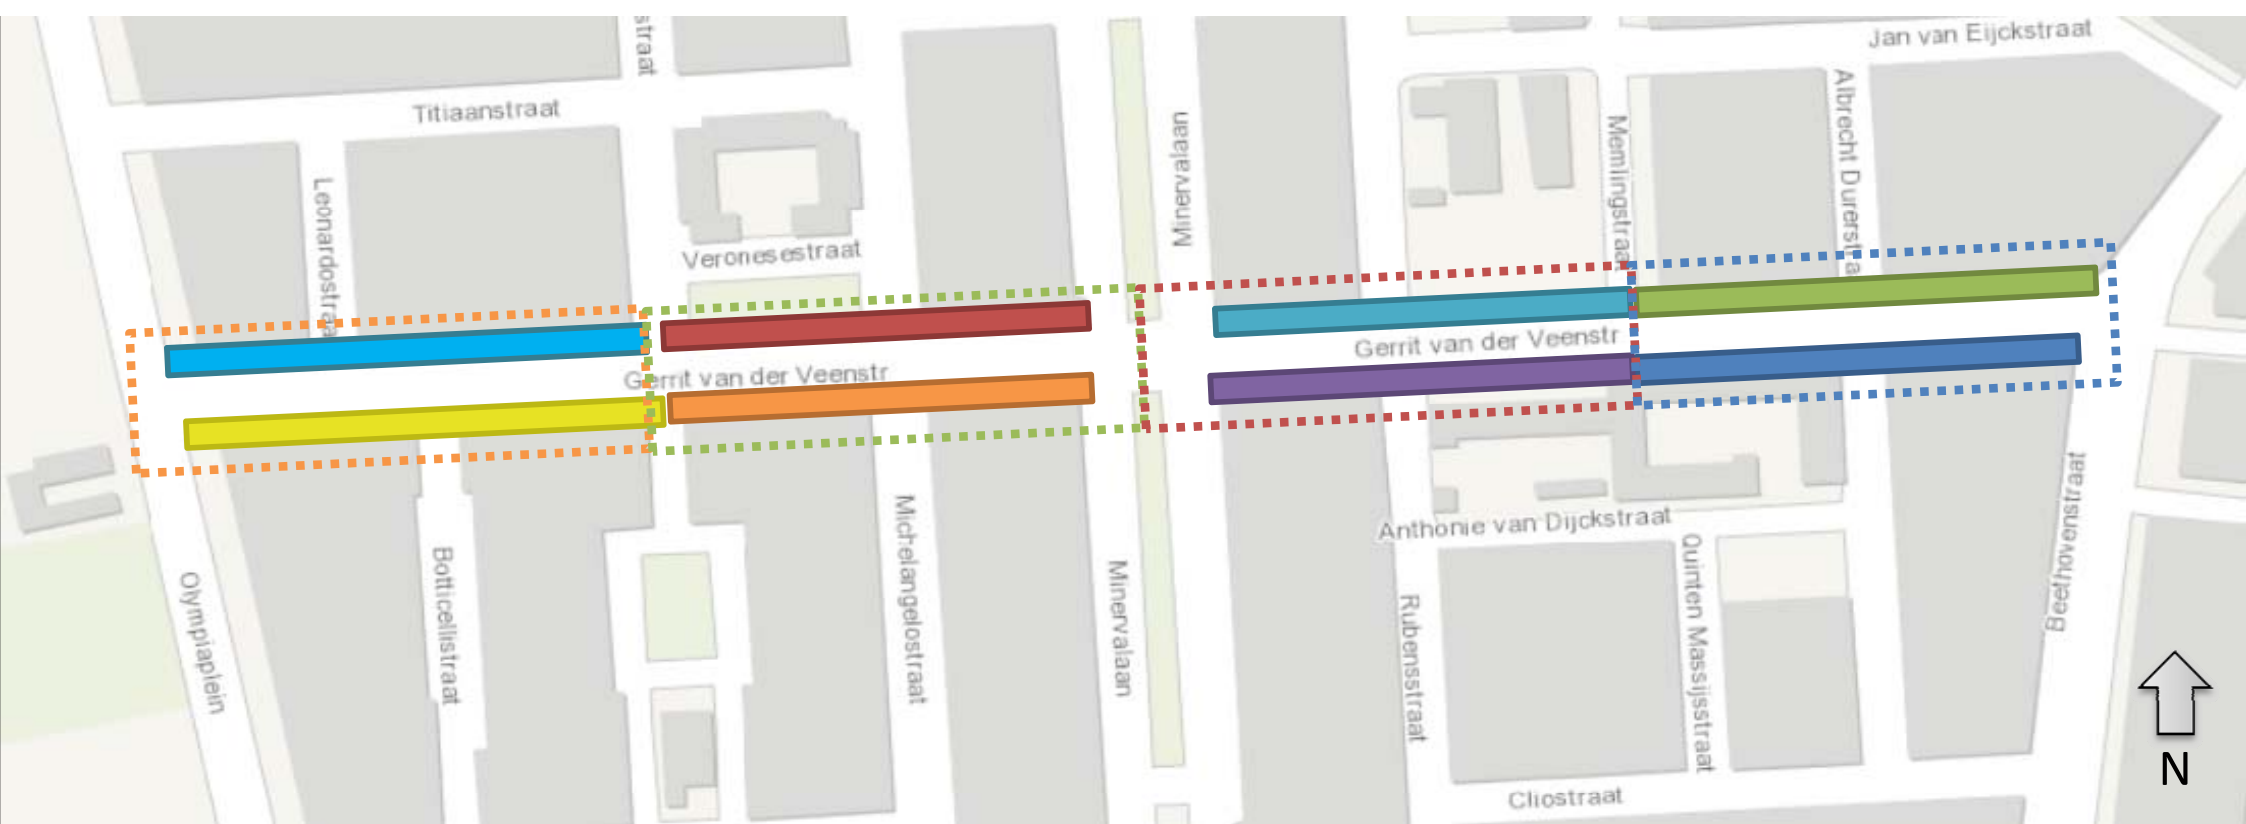 straat
Jan van Eijckstraat
Titiaanstraat
Minervalaan
Memlingstraat
Albrecht Durerstra
Leonardostraa
Veronesestraat
Gerrit van der Veenstr
Gerrit van der Veenstr
Olympiaplein
Botticellistraat
Michelangelostraat
Minervalaan
Anthonie van Dijckstraat
Rubensstraat
Quinten Massijsstraat
Beethovenstraat
Cliostraat
N